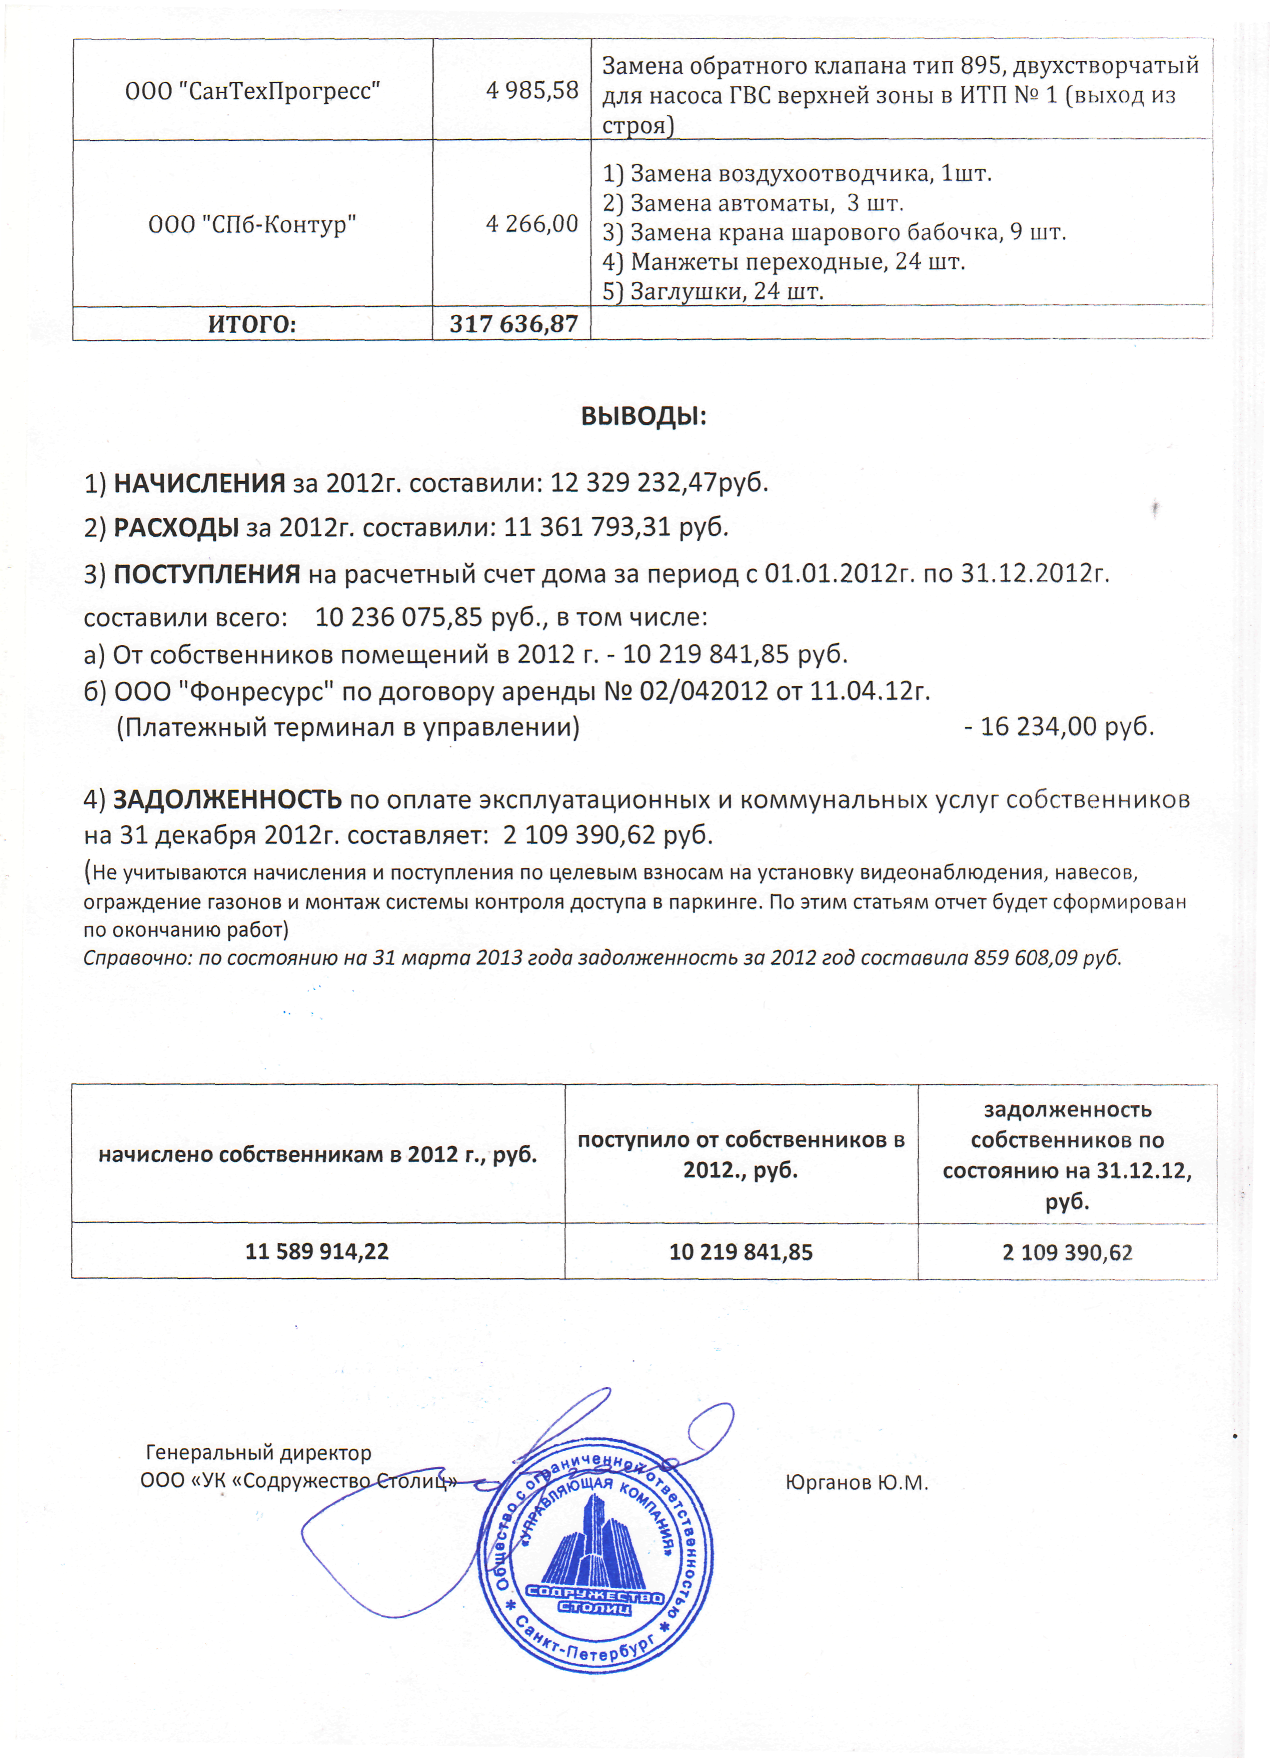 ООО "СанТехПрогресс"
4 985,58
Замена обратного клапана тип 895, двухстворчатый
для насоса ГВС верхней зоны в ИТП № 1 (выход из
строя)
ООО "СПб-Контур"
4 266,00
1) Замена воздухоотводчика, 1шт.
2) Замена автоматы, 3 шт.
3) Замена крана шарового бабочка, 9 шт.
4) Манжеты переходные, 24 шт.
5) Заглушки, 24 шт.
ИТОГО:
317 636,87
ВЫВОДЫ:
1) НАЧИСЛЕНИЯ за 2012г. составили: 12 329 232,47руб.
2) РАСХОДЫ за 2012г. составили: 11 361 793,31 руб.
3) ПОСТУПЛЕНИЯ на расчетный счет дома за период с 01.01.2012г. по 31.12.2012г.
составили всего: 10 236 075,85 руб., в том числе:
а) От собственников помещений в 2012 г. - 10 219 841,85 руб.
б) ООО "Фонресурс" по договору аренды № 02/042012 от 11.04.12г.
(Платежный терминал в управлении) - 16 234,00 руб.
4) ЗАДОЛЖЕННОСТЬ по оплате эксплуатационных и коммунальных услуг собственников
на 31 декабря 2012г. составляет: 2 109 390,62 руб.
(Не учитываются начисления и поступления по целевым взносам на установку видеонаблюдения, навесов,
ограждение газонов и монтаж системы контроля доступа в паркинге. По этим статьям отчет будет сформирован
по окончанию работ)
Справочно: по состоянию на 31 марта 2013 года задолженность за 2012 год составила 859 608,09 руб.
начислено собственникам в 2012 г., руб.
поступило от собственников в
2012., руб.
задолженность
собственников по
состоянию на 31.12.12,
руб.
11 589 914,22
10 219 841,85
2 109 390,62
Генеральный директор
ООО «УК «Содружество Столиц»
Юрганов Ю.М.
Общество с ограниченной ответственностью
«УПРАВЛЯЮЩАЯ КОМПАНИЯ»
СОДРУЖЕСТВО
СТОЛИЦ
* Санкт-Петербург *